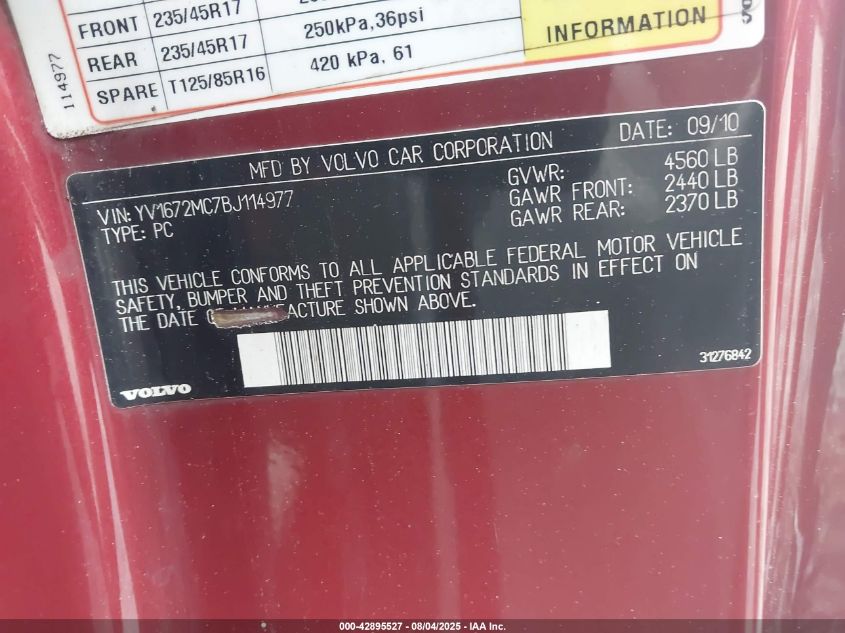 FRONT 235/45R17
REAR 235/45R17 250kPa,36psi
SPARE T125/85R16 420 kPa, 61
INFORMATION
114977
MFD BY VOLVO CAR CORPORATION DATE: 09/10
VIN: YV1672MC7BJ114977
TYPE: PC
GVWR: 4560 LB
GAWR FRONT: 2440 LB
GAWR REAR: 2370 LB
THIS VEHICLE CONFORMS TO ALL APPLICABLE FEDERAL MOTOR VEHICLE
SAFETY, BUMPER AND THEFT PREVENTION STANDARDS IN EFFECT ON
THE DATE ACTURE SHOWN ABOVE.
VOLVO
31276842
000-42895527 - 08/04/2025 - IAA Inc.